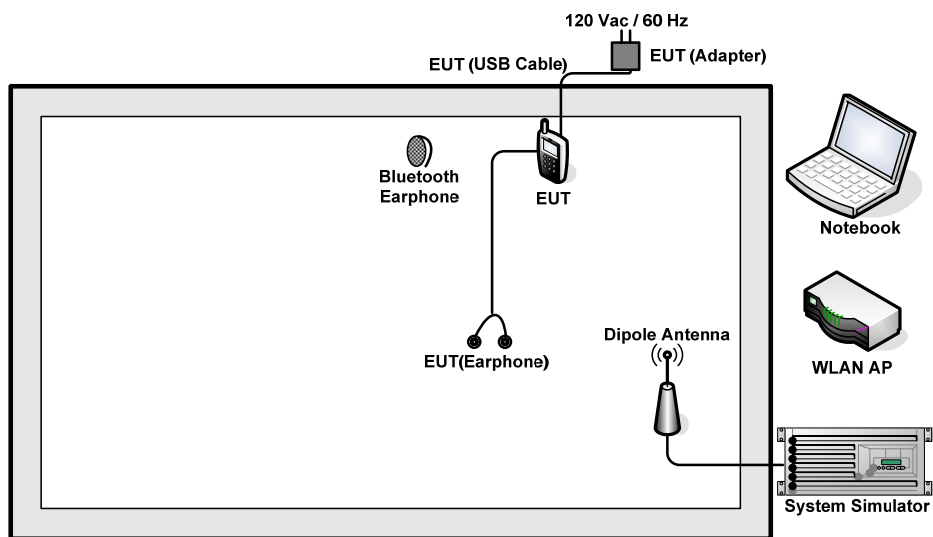 120 Vac / 60 Hz
EUT (USB Cable)
EUT (Adapter)
Bluetooth
Earphone
EUT
Notebook
EUT(Earphone)
Dipole Antenna
WLAN AP
System Simulator